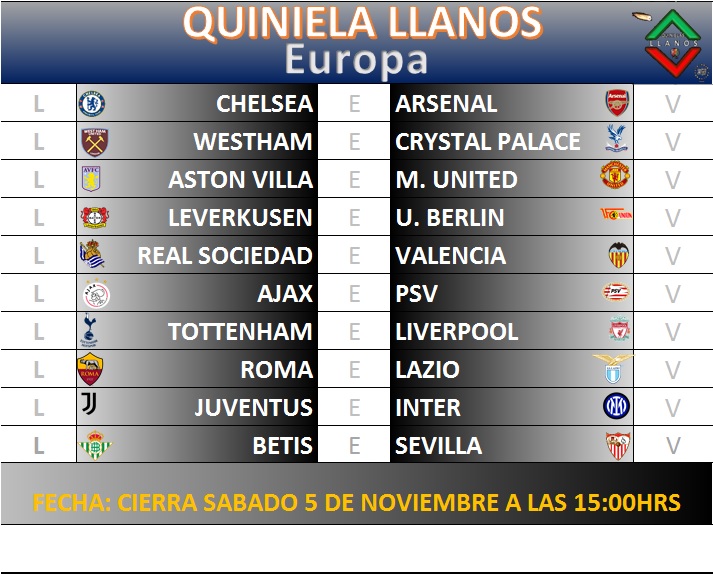 QUINIELA LLANOS
Europa
LLANOS
L CHELSEA E ARSENAL V
L WESTHAM E CRYSTAL PALACE V
L ASTON VILLA E M. UNITED V
L LEVERKUSEN E U. BERLIN V
L REAL SOCIEDAD E VALENCIA V
L AJAX E PSV V
L TOTTENHAM E LIVERPOOL V
L ROMA E LAZIO V
L JUVENTUS E INTER V
L BETIS E SEVILLA V
FECHA: CIERRA SABADO 5 DE NOVIEMBRE A LAS 15:00HRS